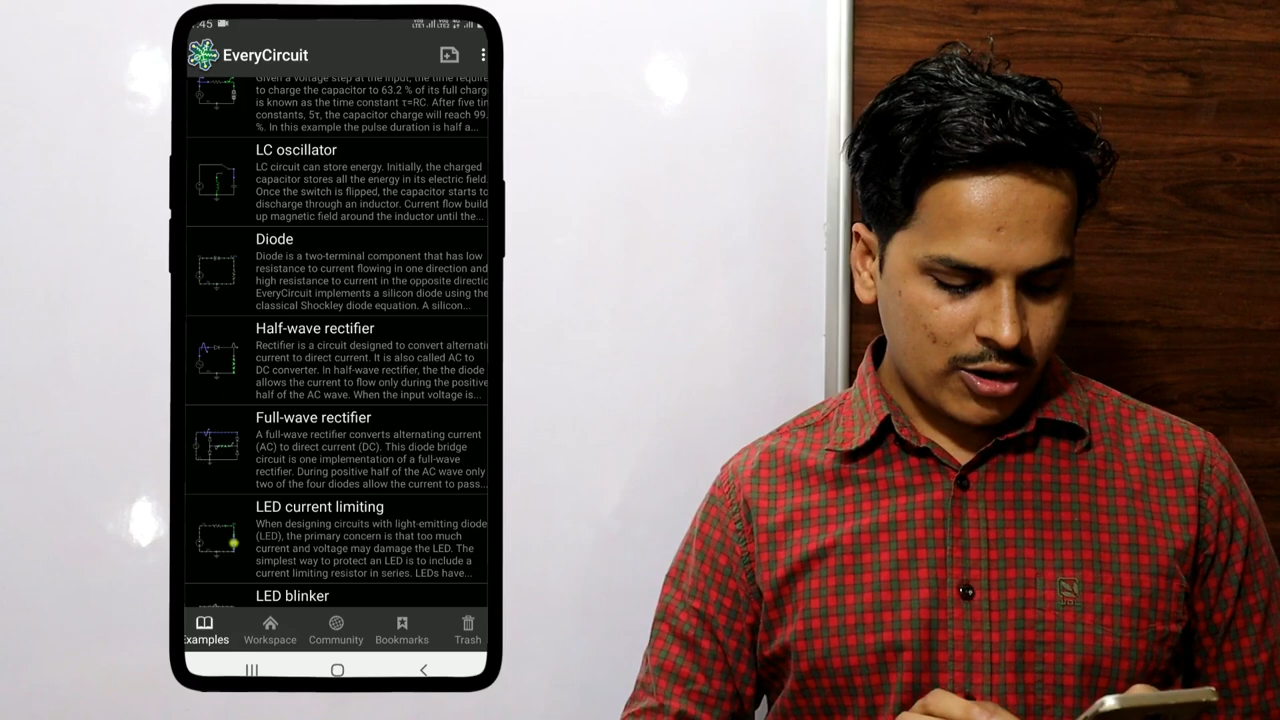 :45
EveryCircuit
Given a voltage step at the input, the time require
to charge the capacitor to 63.2 % of its full charg
is known as the time constant τ=RC. After five tim
constants, 5τ, the capacitor charge will reach 99.
%. In this example the pulse duration is half a...
LC oscillator
LC circuit can store energy. Initially, the charged
capacitor stores all the energy in its electric field.
Once the switch is flipped, the capacitor starts to
discharge through an inductor. Current flow build
up magnetic field around the inductor until the...
Diode
Diode is a two-terminal component that has low
resistance to current flowing in one direction and
high resistance to current in the opposite directio
EveryCircuit implements a silicon diode using the
classical Shockley diode equation. A silicon...
Half-wave rectifier
Rectifier is a circuit designed to convert alternati
current to direct current. It is also called AC to
DC converter. In half-wave rectifier, the the diode
allows the current to flow only during the positive
half of the AC wave. When the input voltage is...
Full-wave rectifier
A full-wave rectifier converts alternating current
(AC) to direct current (DC). This diode bridge
circuit is one implementation of a full-wave
rectifier. During positive half of the AC wave only
two of the four diodes allow the current to pass...
LED current limiting
When designing circuits with light-emitting diode
(LED), the primary concern is that too much
current and voltage may damage the LED. The
simplest way to protect an LED is to include a
current limiting resistor in series. LEDs have...
LED blinker
Examples Workspace Community Bookmarks Trash